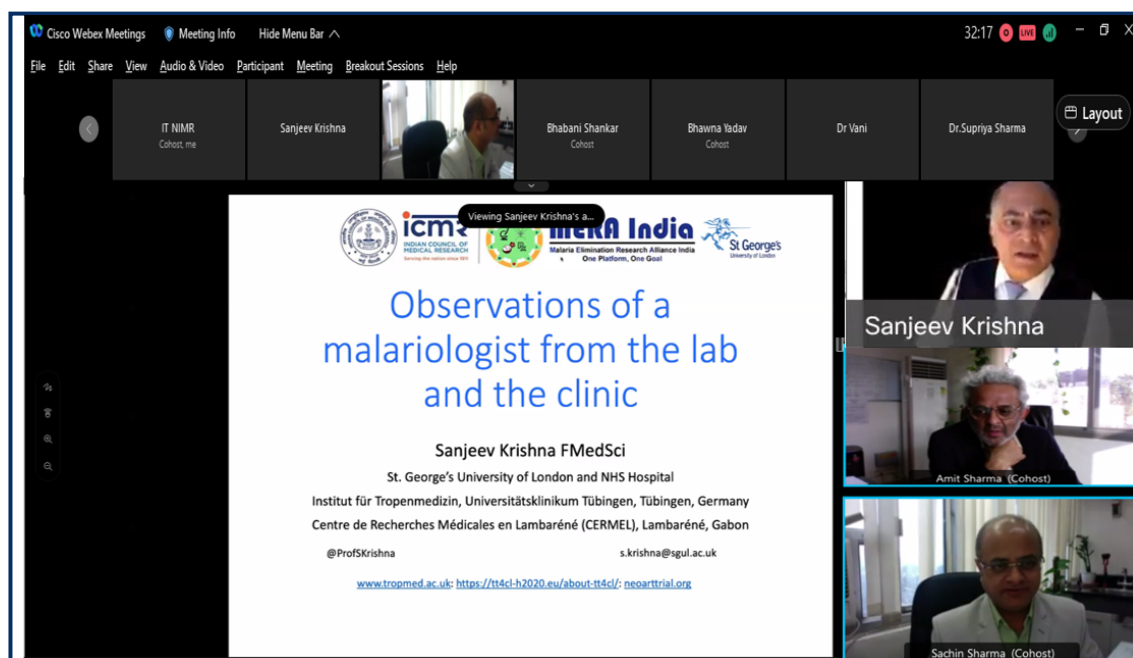 Cisco Webex Meetings Meeting Info Hide Menu Bar
32:17 LIVE
File Edit Share View Audio & Video Participant Meeting Breakout Sessions Help
Layout
IT NIMR
Cohost, me
Sanjeev Krishna
Bhabani Shankar
Cohost
Bhawna Yadav
Cohost
Dr Vani
Dr.Supriya Sharma
Viewing Sanjeev Krishna's a...
icmr
INDIAN COUNCIL OF
MEDICAL RESEARCH
Serving the nation since 1911
MERA India
Malaria Elimination Research Alliance India
One Platform, One Goal
St George's
University of London
Observations of a
malariologist from the lab
and the clinic
Sanjeev Krishna FMedSci
St. George's University of London and NHS Hospital
Institut für Tropenmedizin, Universitätsklinikum Tübingen, Tübingen, Germany
Centre de Recherches Médicales en Lambaréné (CERMEL), Lambaréné, Gabon
@ProfSKrishna s.krishna@sgul.ac.uk
www.tropmed.ac.uk; https://tt4cl-h2020.eu/about-tt4cl/; neoarttrial.org
Sanjeev Krishna
Amit Sharma (Cohost)
Sachin Sharma (Cohost)